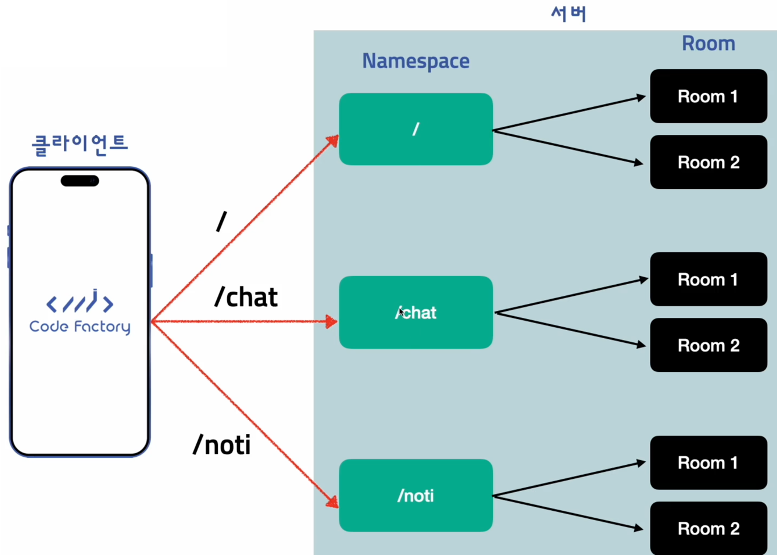 서버
Namespace
Room
클라이언트
Code Factory
/
/chat
/noti
/
Room 1
Room 2
/chat
Room 1
Room 2
/noti
Room 1
Room 2